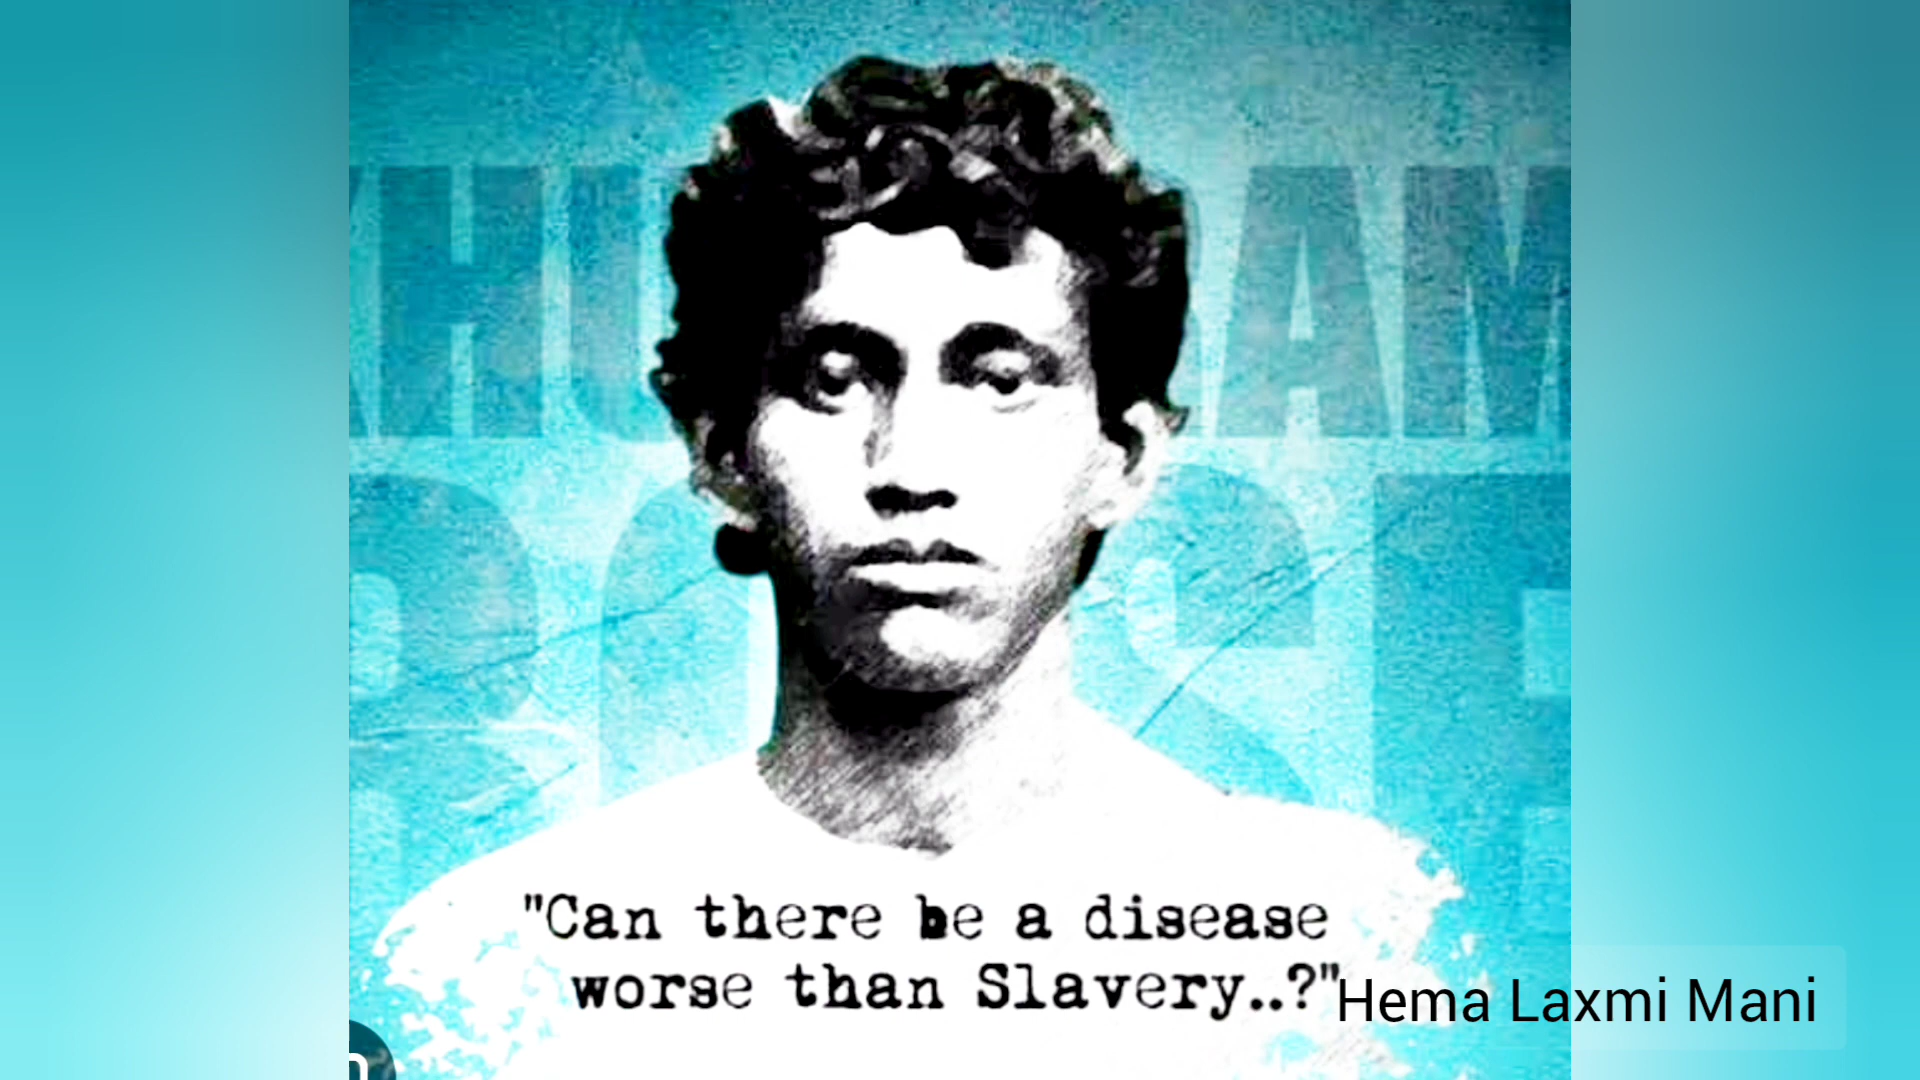 "Can there be a disease
worse than Slavery..?"
Hema Laxmi Mani